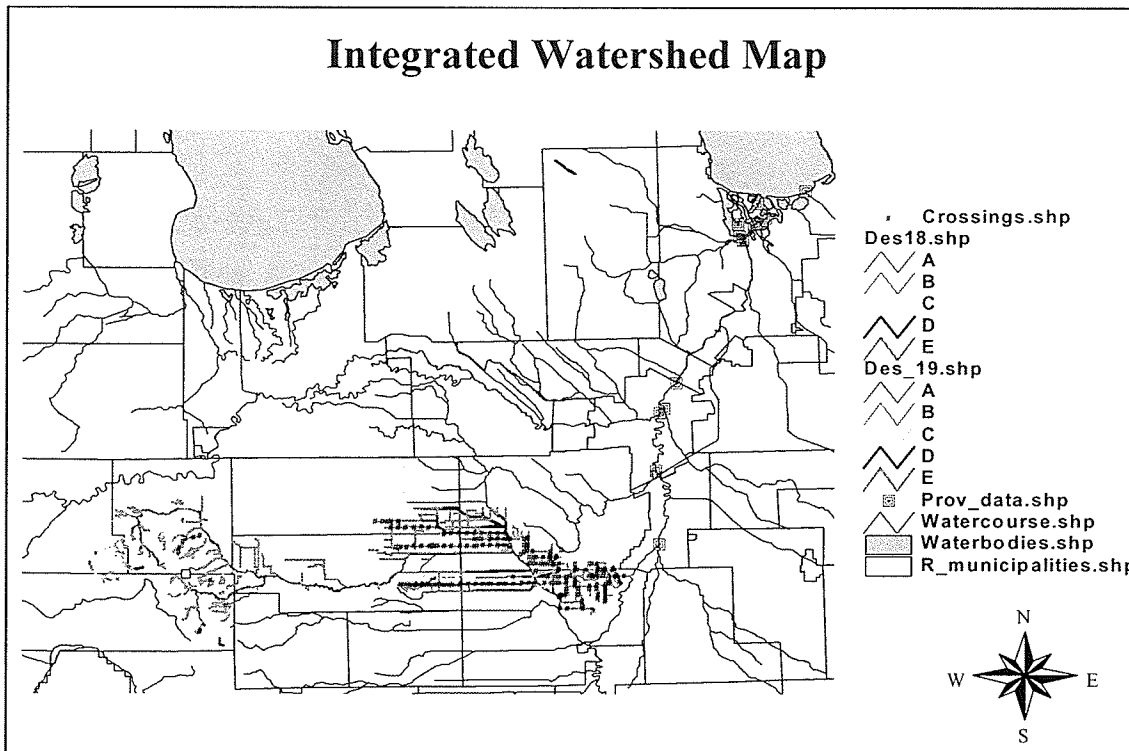 Integrated Watershed Map
Crossings.shp
Des18.shp
A
B
C
D
E
Des_19.shp
A
B
C
D
E
Prov_data.shp
Watercourse.shp
Waterbodies.shp
R_municipalities.shp
N
W E
S